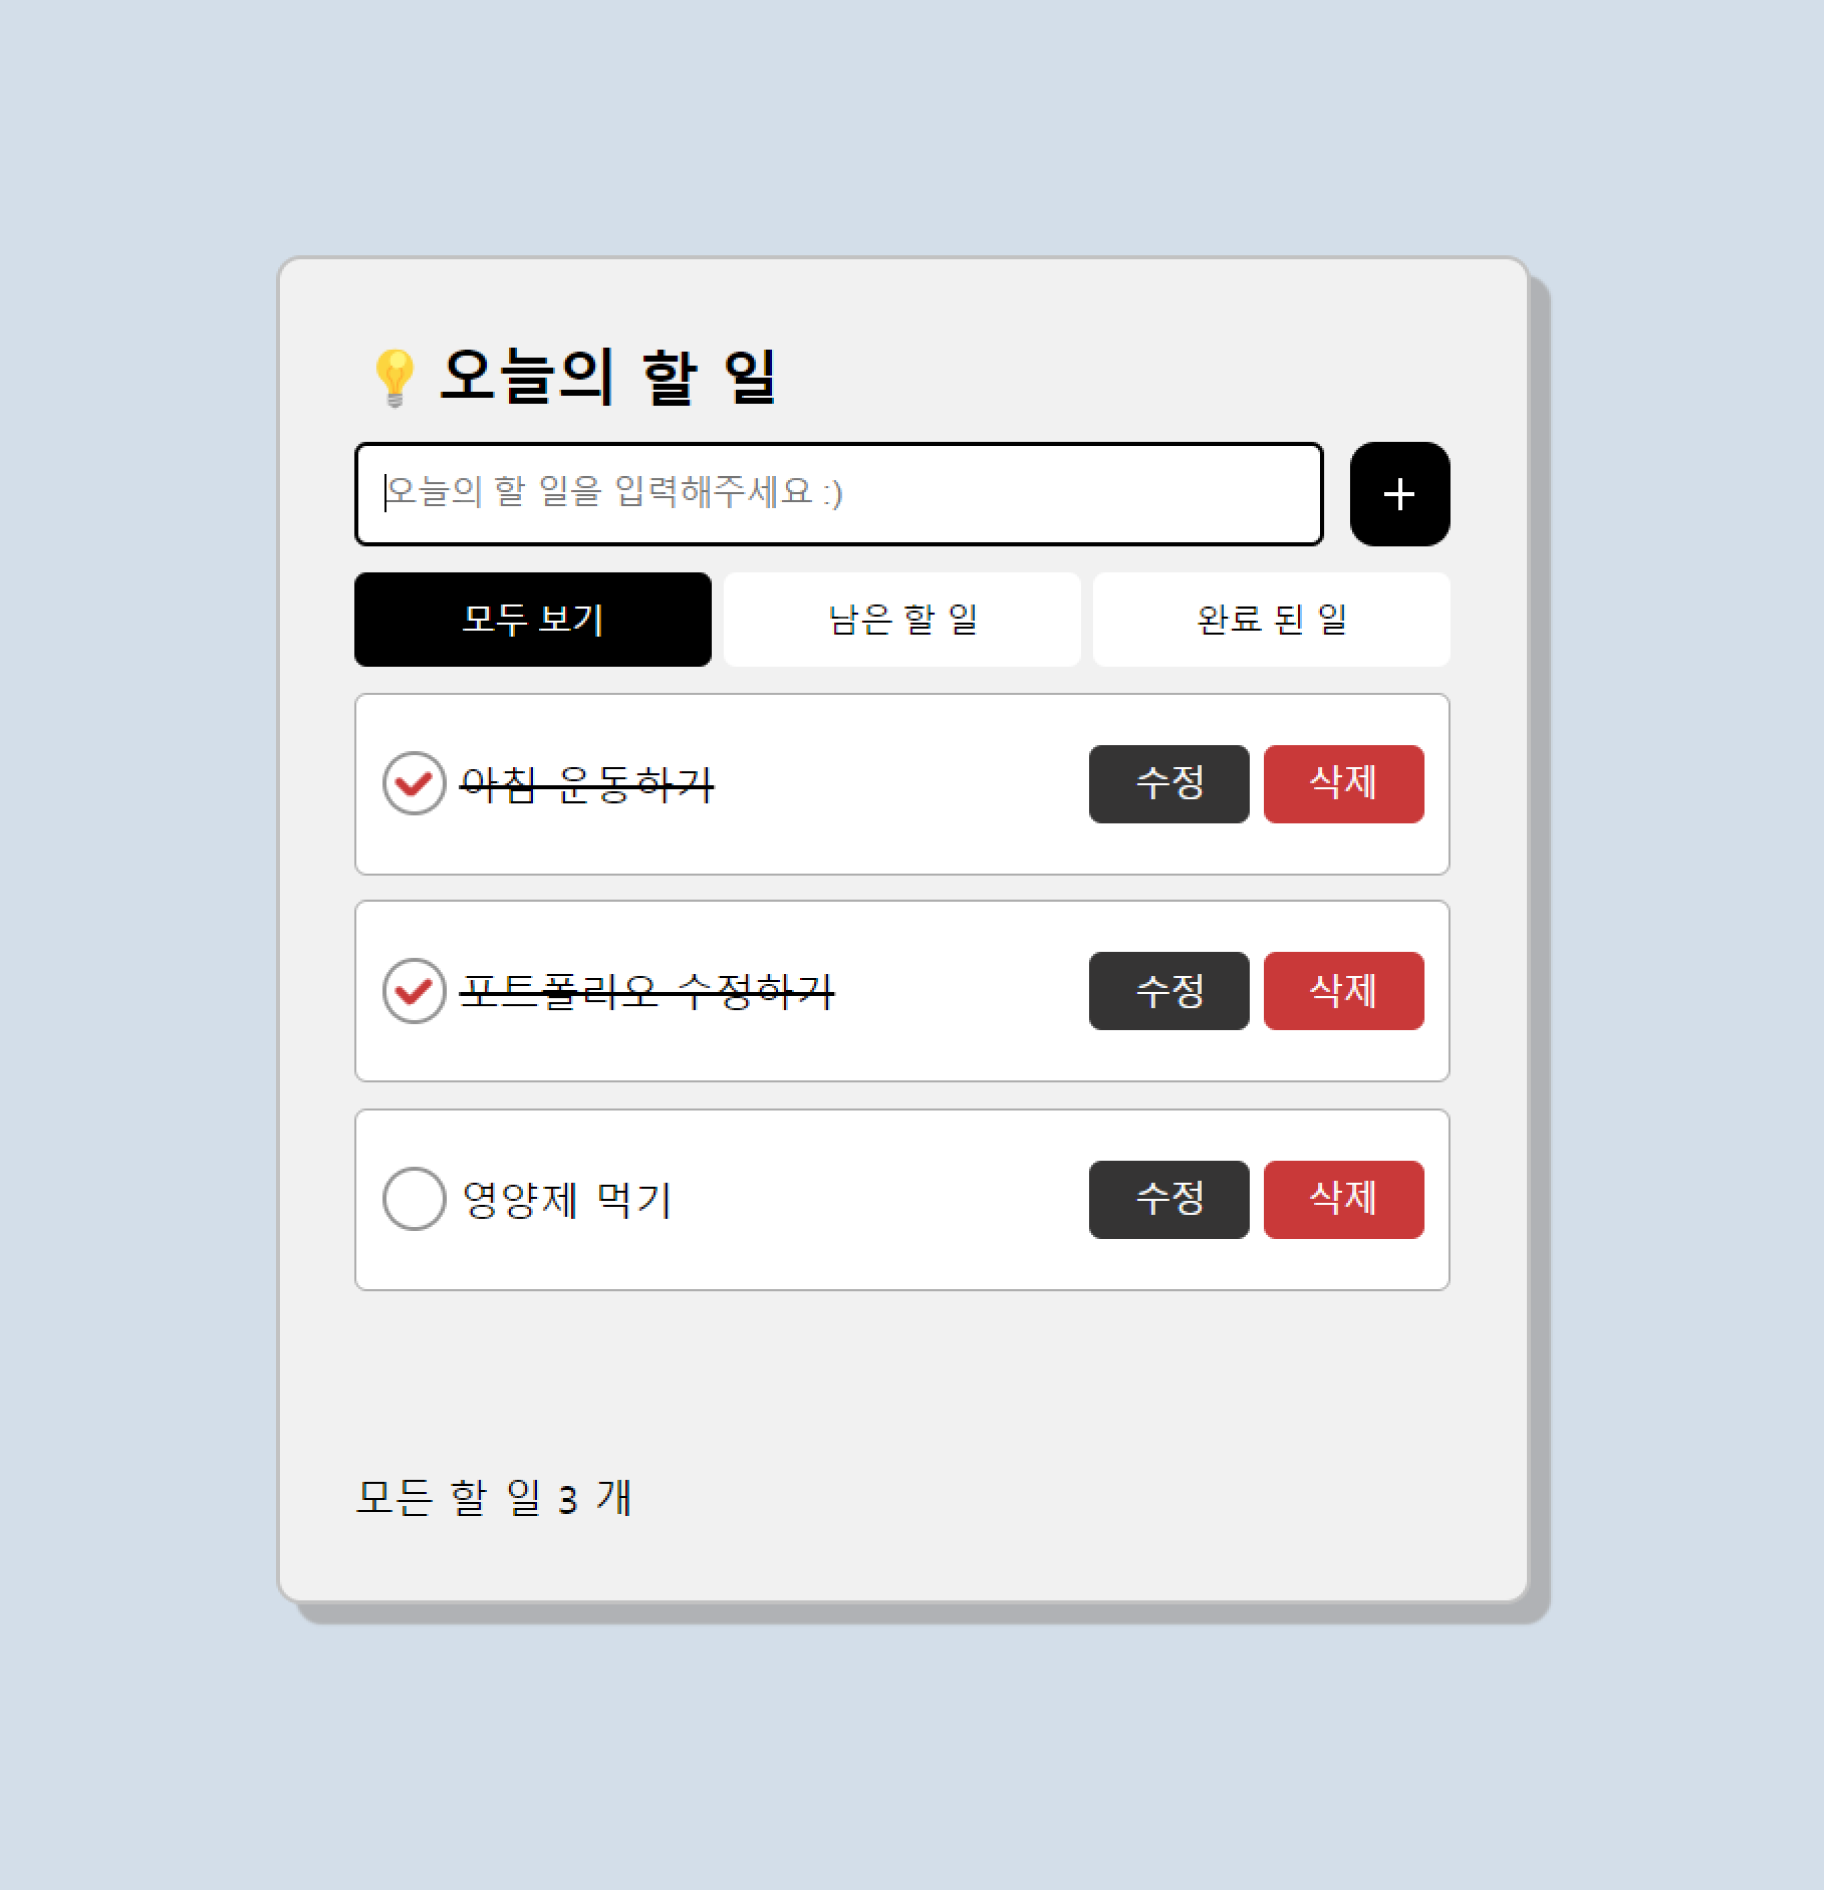 💡 오늘의 할 일
오늘의 할 일을 입력해주세요 :)
+
모두 보기 남은 할 일 완료 된 일
아침 운동하기 수정 삭제
포트폴리오 수정하기 수정 삭제
영양제 먹기 수정 삭제
모든 할 일 3 개